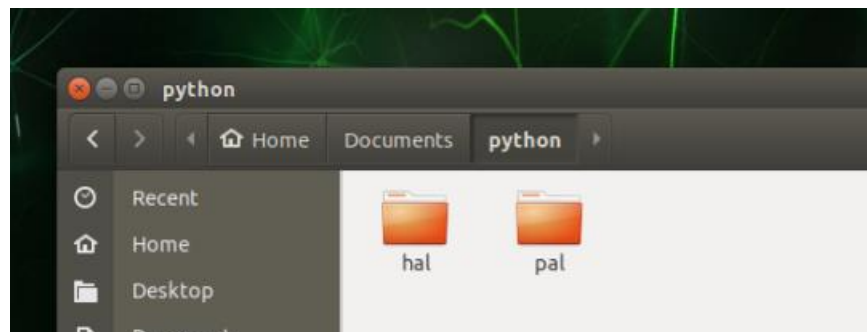 python
Home Documents python
Recent
Home
Desktop
hal pal